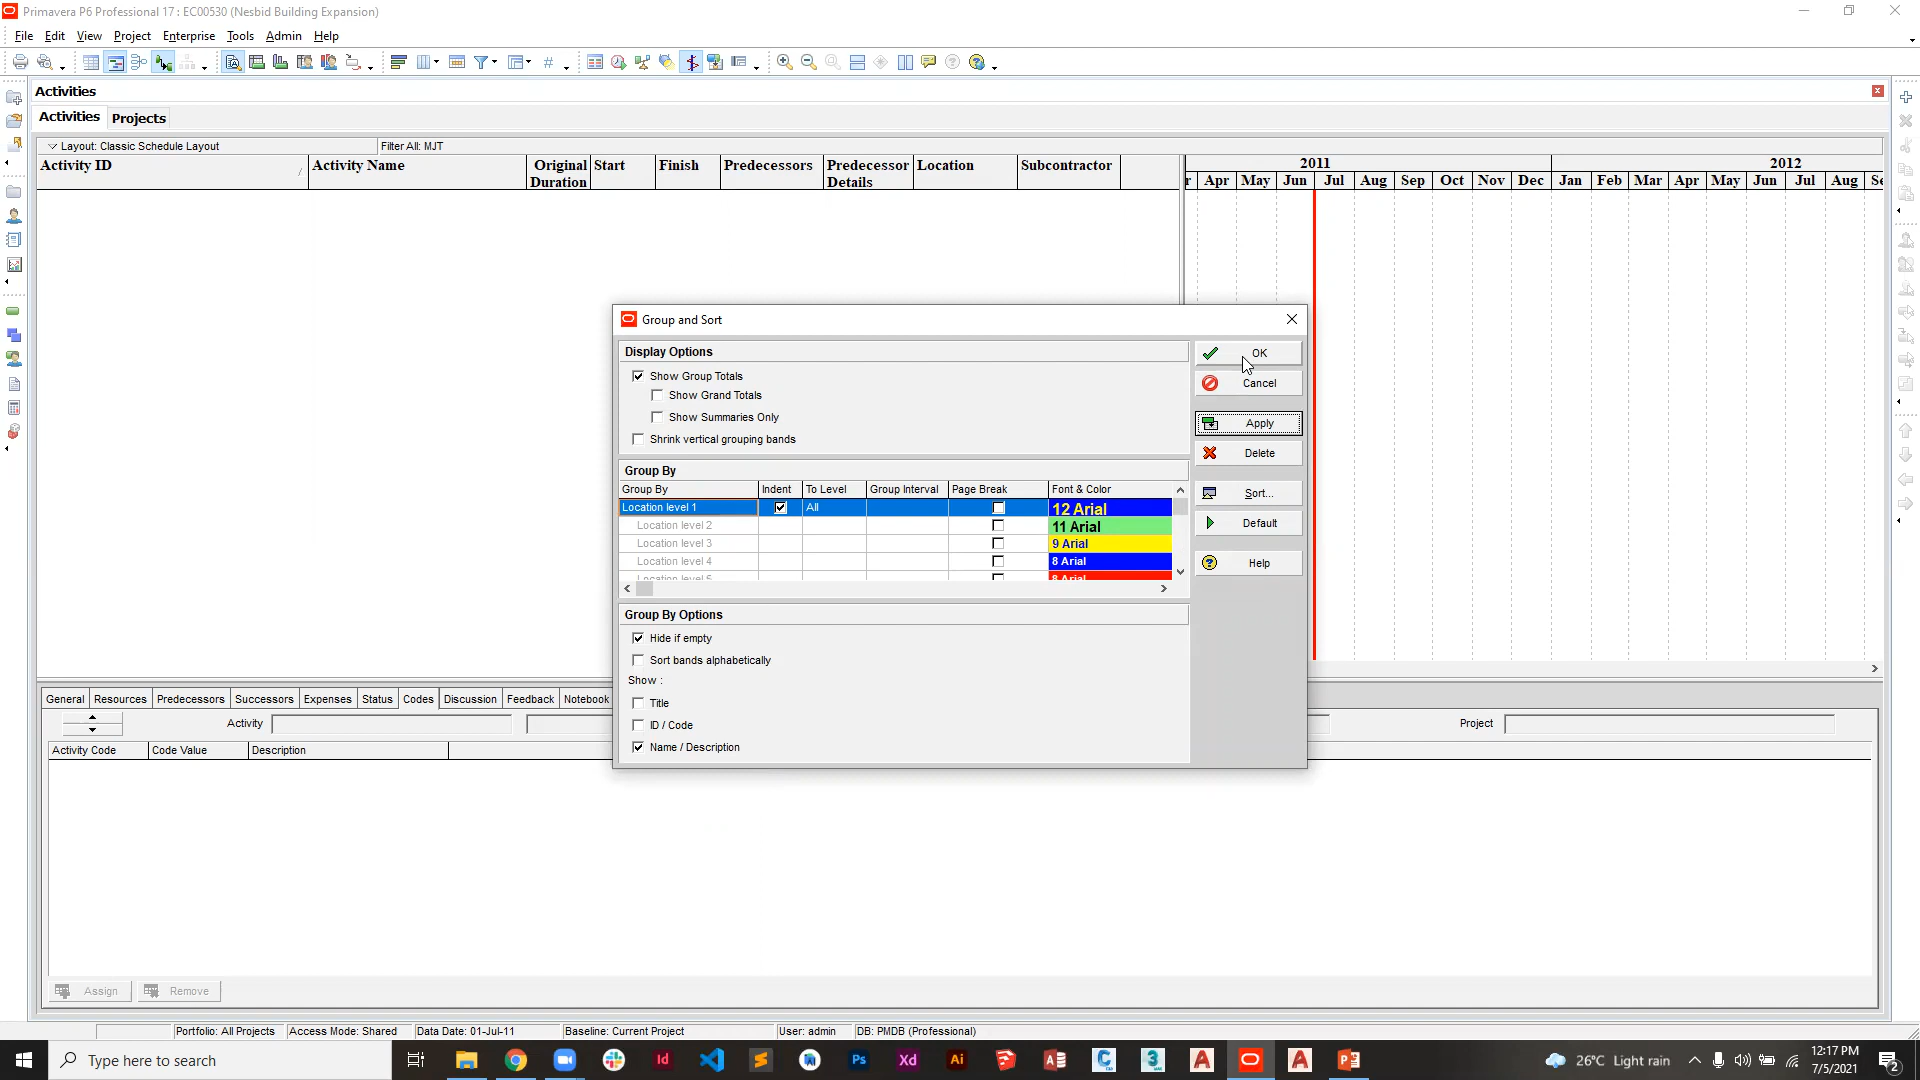 Primavera P6 Professional 17 : EC00530 (Nesbid Building Expansion)
File Edit View Project Enterprise Tools Admin Help
Activities
Activities Projects
Layout: Classic Schedule Layout Filter All: MJT
Activity ID Activity Name Original Duration Start Finish Predecessors Predecessor Details Location Subcontractor
2011 2012
r Apr May Jun Jul Aug Sep Oct Nov Dec Jan Feb Mar Apr May Jun Jul Aug Se
Group and Sort
Display Options
Show Group Totals
Show Grand Totals
Show Summaries Only
Shrink vertical grouping bands
OK
Cancel
Apply
Delete
Sort...
Default
Help
Group By
Group By Indent To Level Group Interval Page Break Font & Color
Location level 1 All 12 Arial
Location level 2 11 Arial
Location level 3 9 Arial
Location level 4 8 Arial
Location level 5 8 Arial
Group By Options
Hide if empty
Sort bands alphabetically
Show :
Title
ID / Code
Name / Description
General Resources Predecessors Successors Expenses Status Codes Discussion Feedback Notebook
Activity Project
Activity Code Code Value Description
Assign Remove
Portfolio: All Projects Access Mode: Shared Data Date: 01-Jul-11 Baseline: Current Project User: admin DB: PMDB (Professional)
Type here to search
26°C Light rain
12:17 PM
7/5/2021
2